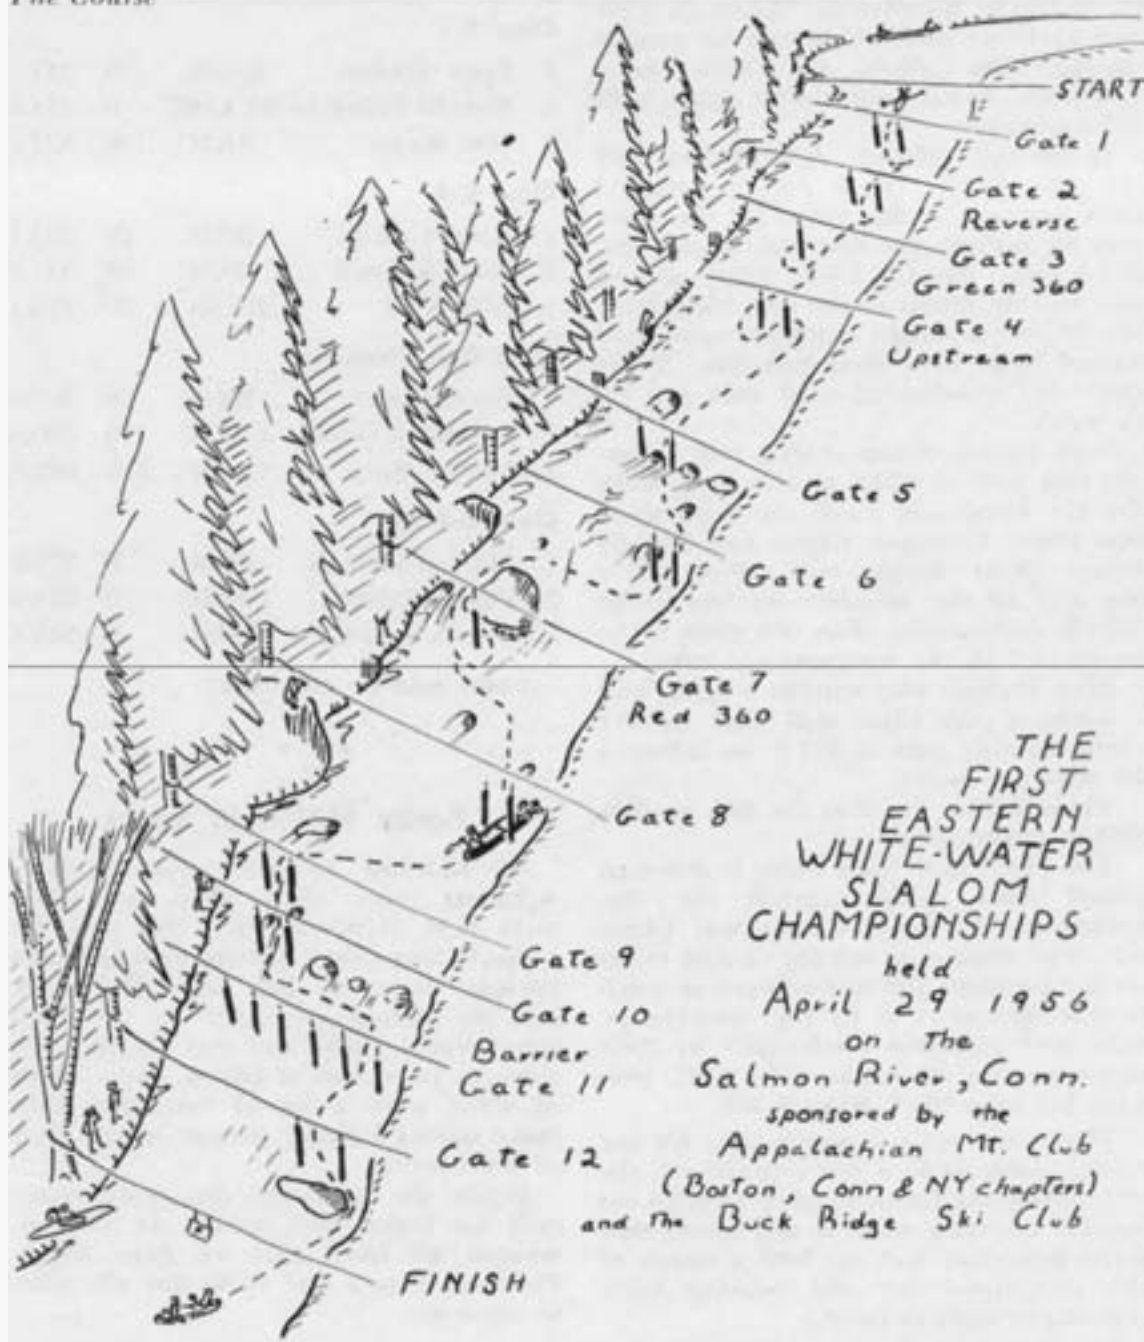 The Course
START
Gate 1
Gate 2
Reverse
Gate 3
Green 360
Gate 4
Upstream
Gate 5
Gate 6
Gate 7
Red 360
Gate 8
Gate 9
Gate 10
Barrier
Gate 11
Gate 12
FINISH
THE
FIRST
EASTERN
WHITE-WATER
SLALOM
CHAMPIONSHIPS
held
April 29 1956
on the
Salmon River, Conn.
sponsored by the
Appalachian Mt. Club
(Boston, Conn & NY chapters)
and the Buck Ridge Ski Club